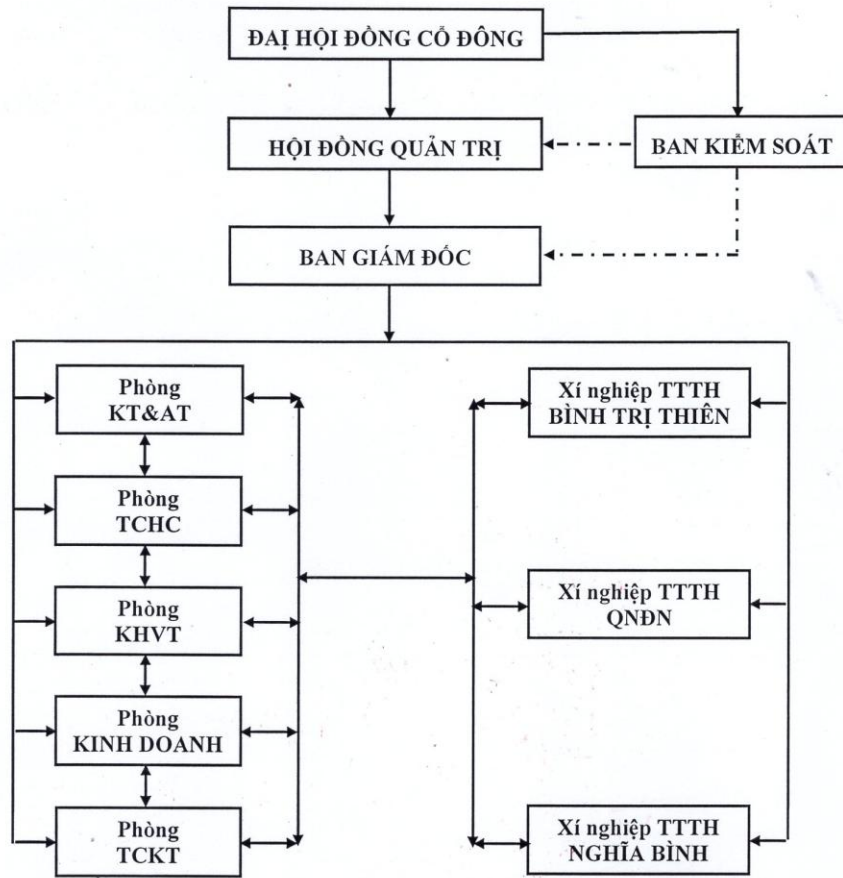 ĐAỊ HỘI ĐỒNG CỔ ĐÔNG
HỘI ĐỒNG QUẢN TRỊ
BAN KIỂM SOÁT
BAN GIÁM ĐỐC
Phòng
KT&AT
Phòng
TCHC
Phòng
KHVT
Phòng
KINH DOANH
Phòng
TCKT
Xí nghiệp TTTH
BÌNH TRỊ THIÊN
Xí nghiệp TTTH
QNĐN
Xí nghiệp TTTH
NGHĨA BÌNH